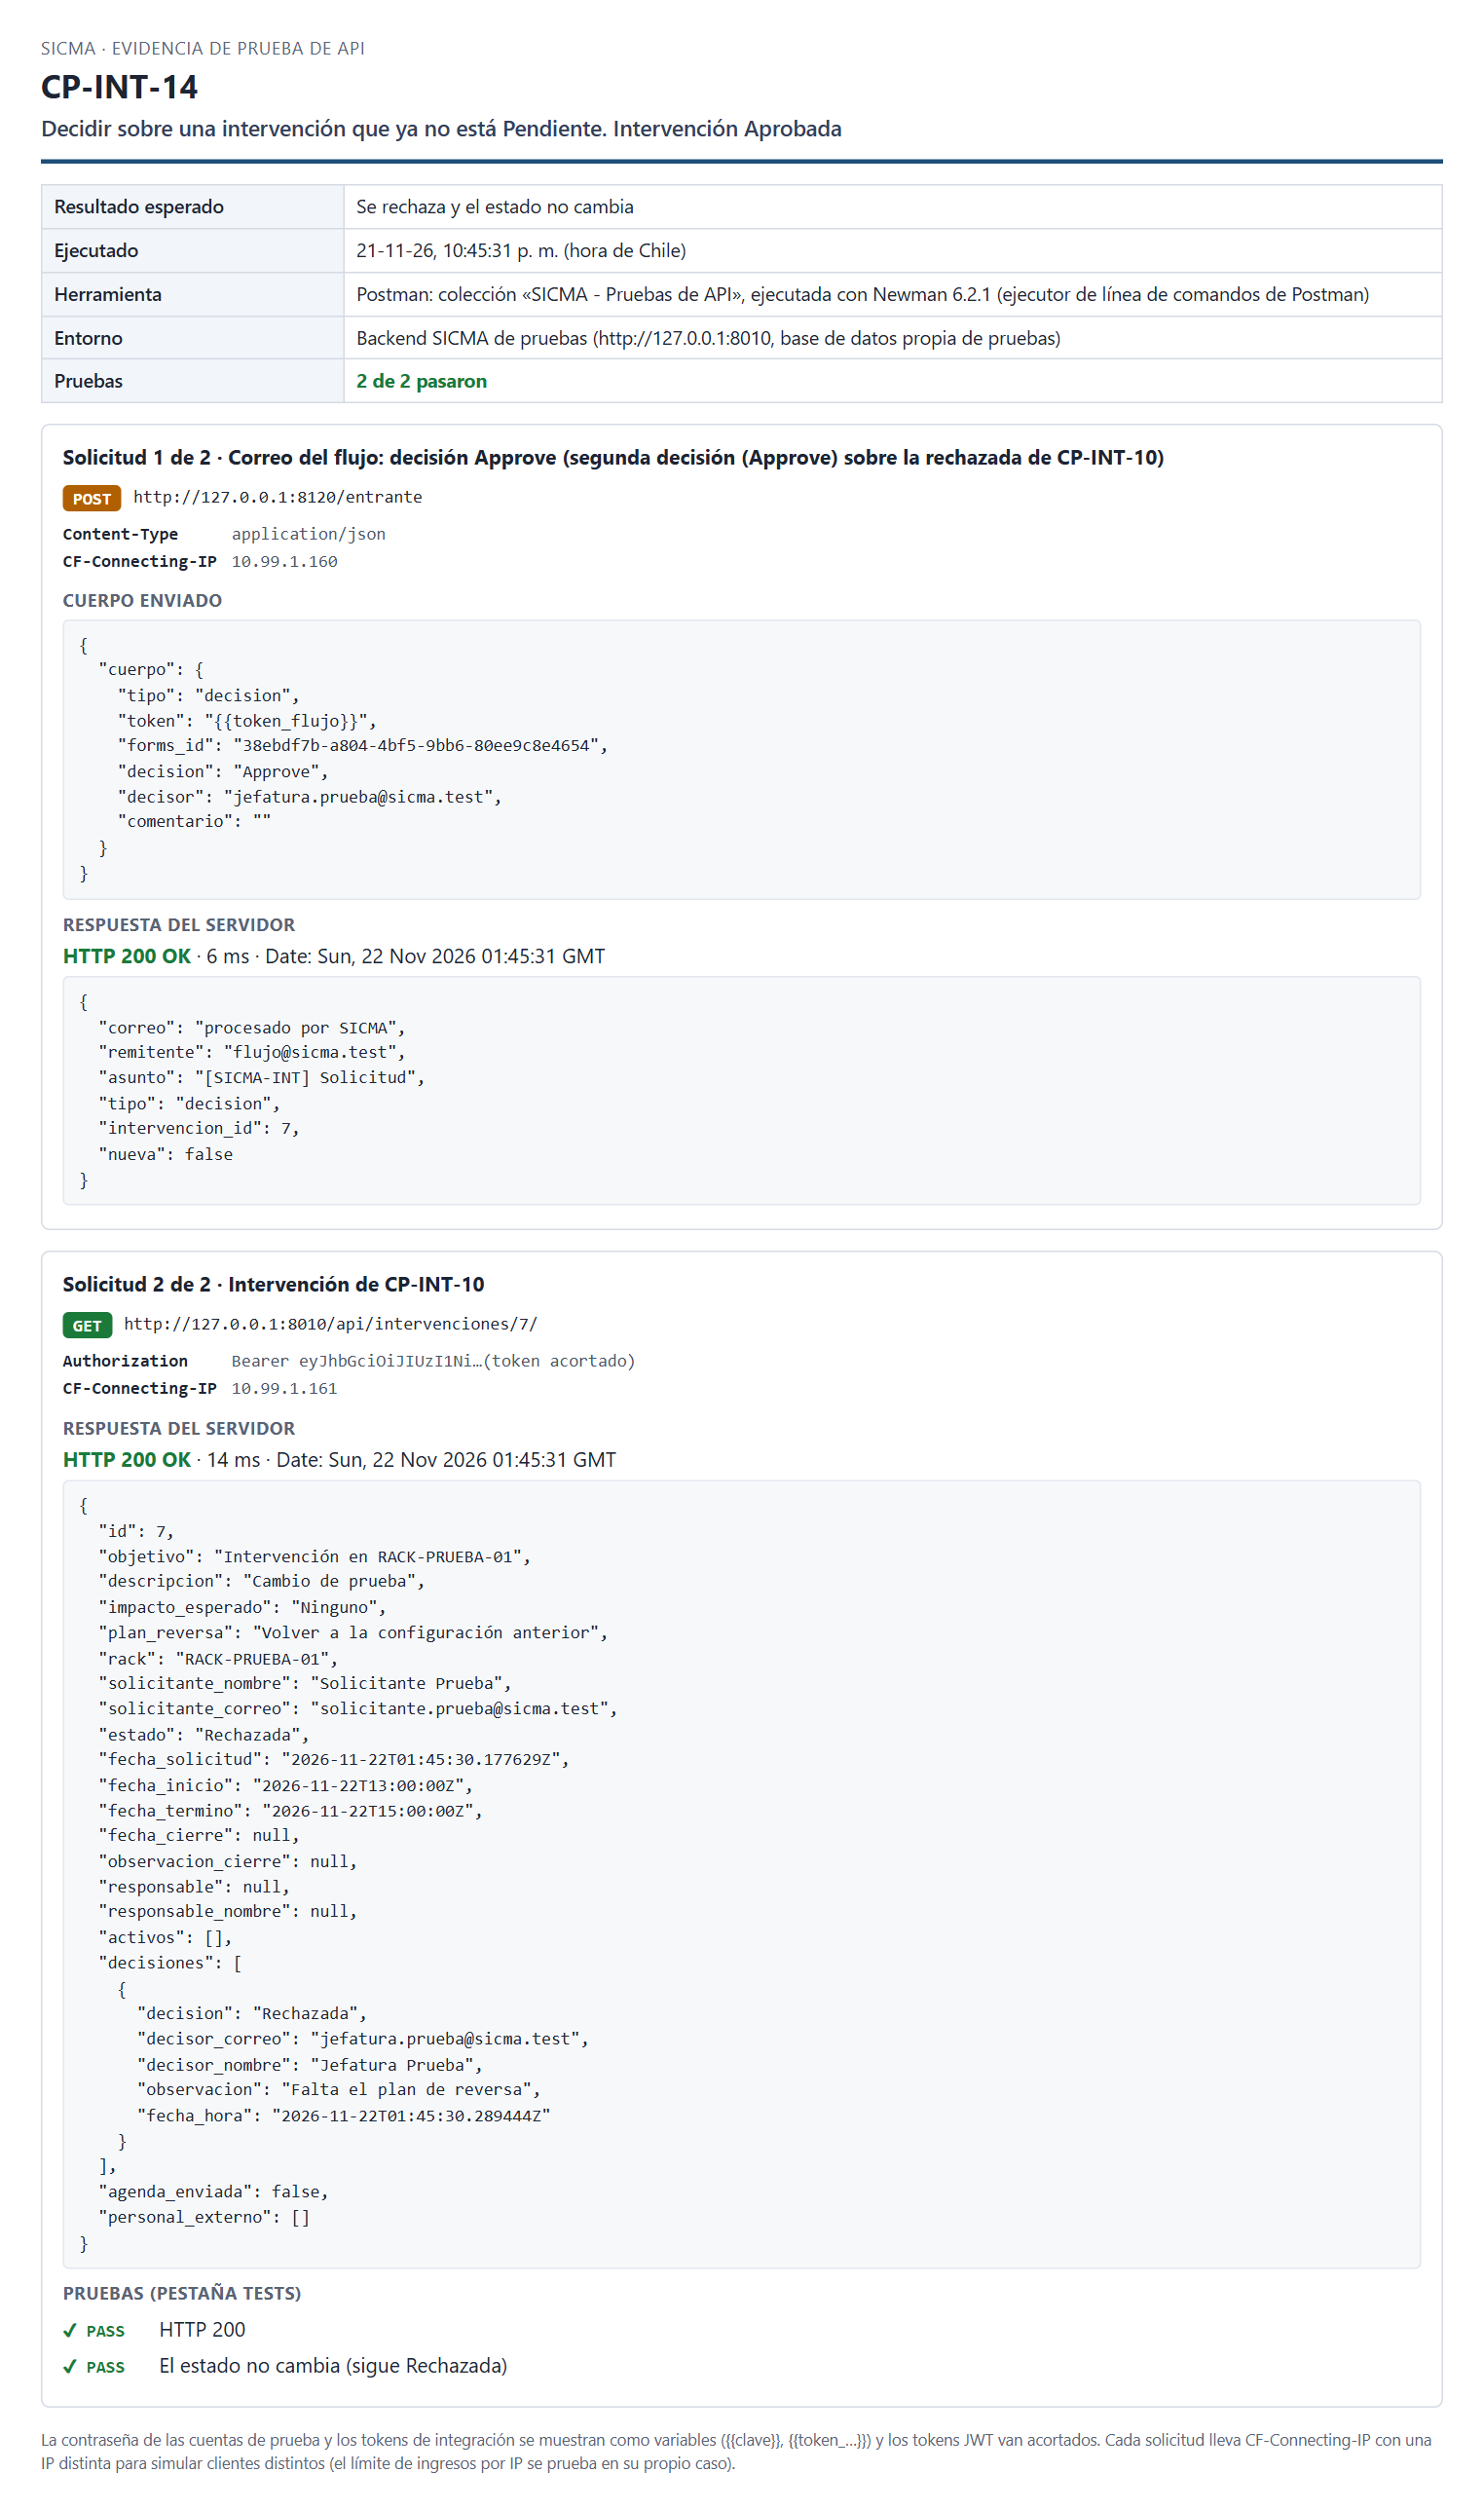 SICMA · EVIDENCIA DE PRUEBA DE API
CP-INT-14
Decidir sobre una intervención que ya no está Pendiente. Intervención Aprobada
Resultado esperado Se rechaza y el estado no cambia
Ejecutado 21-11-26, 10:45:31 p. m. (hora de Chile)
Herramienta Postman: colección «SICMA - Pruebas de API», ejecutada con Newman 6.2.1 (ejecutor de línea de comandos de Postman)
Entorno Backend SICMA de pruebas (http://127.0.0.1:8010, base de datos propia de pruebas)
Pruebas 2 de 2 pasaron
Solicitud 1 de 2 · Correo del flujo: decisión Approve (segunda decisión (Approve) sobre la rechazada de CP-INT-10)
POST http://127.0.0.1:8120/entrante
Content-Type application/json
CF-Connecting-IP 10.99.1.160
CUERPO ENVIADO
{
  "cuerpo": {
    "tipo": "decision",
    "token": "{{token_flujo}}",
    "forms_id": "38ebdf7b-a804-4bf5-9bb6-80ee9c8e4654",
    "decision": "Approve",
    "decisor": "jefatura.prueba@sicma.test",
    "comentario": ""
  }
}
RESPUESTA DEL SERVIDOR
HTTP 200 OK · 6 ms · Date: Sun, 22 Nov 2026 01:45:31 GMT
{
  "correo": "procesado por SICMA",
  "remitente": "flujo@sicma.test",
  "asunto": "[SICMA-INT] Solicitud",
  "tipo": "decision",
  "intervencion_id": 7,
  "nueva": false
}
Solicitud 2 de 2 · Intervención de CP-INT-10
GET http://127.0.0.1:8010/api/intervenciones/7/
Authorization Bearer eyJhbGciOiJIUzI1Ni…(token acortado)
CF-Connecting-IP 10.99.1.161
RESPUESTA DEL SERVIDOR
HTTP 200 OK · 14 ms · Date: Sun, 22 Nov 2026 01:45:31 GMT
{
  "id": 7,
  "objetivo": "Intervención en RACK-PRUEBA-01",
  "descripcion": "Cambio de prueba",
  "impacto_esperado": "Ninguno",
  "plan_reversa": "Volver a la configuración anterior",
  "rack": "RACK-PRUEBA-01",
  "solicitante_nombre": "Solicitante Prueba",
  "solicitante_correo": "solicitante.prueba@sicma.test",
  "estado": "Rechazada",
  "fecha_solicitud": "2026-11-22T01:45:30.177629Z",
  "fecha_inicio": "2026-11-22T13:00:00Z",
  "fecha_termino": "2026-11-22T15:00:00Z",
  "fecha_cierre": null,
  "observacion_cierre": null,
  "responsable": null,
  "responsable_nombre": null,
  "activos": [],
  "decisiones": [
    {
      "decision": "Rechazada",
      "decisor_correo": "jefatura.prueba@sicma.test",
      "decisor_nombre": "Jefatura Prueba",
      "observacion": "Falta el plan de reversa",
      "fecha_hora": "2026-11-22T01:45:30.289444Z"
    }
  ],
  "agenda_enviada": false,
  "personal_externo": []
}
PRUEBAS (PESTAÑA TESTS)
✓ PASS HTTP 200
✓ PASS El estado no cambia (sigue Rechazada)
La contraseña de las cuentas de prueba y los tokens de integración se muestran como variables ({{clave}}, {{token_...}}) y los tokens JWT van acortados. Cada solicitud lleva CF-Connecting-IP con una
IP distinta para simular clientes distintos (el límite de ingresos por IP se prueba en su propio caso).